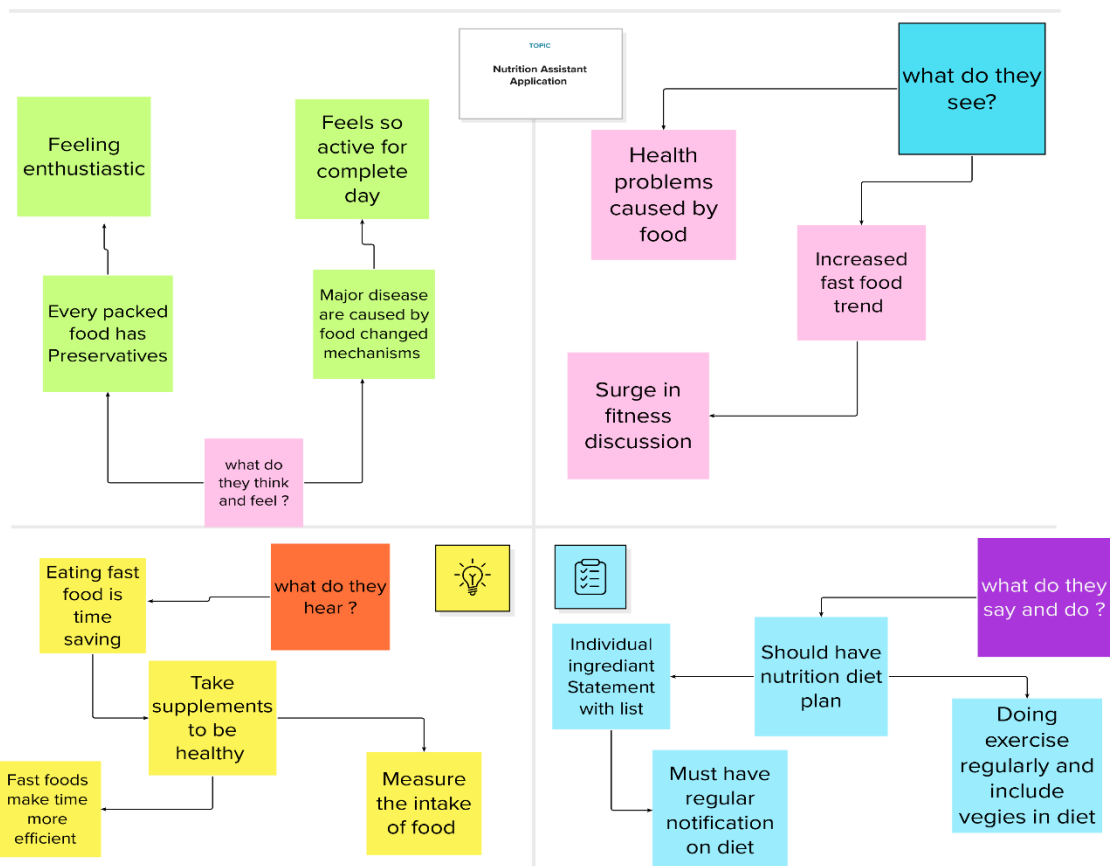 TOPIC
Nutrition Assistant
Application
Feeling
enthustiastic
Feels so
active for
complete
day
Every packed
food has
Preservatives
Major disease
are caused by
food changed
mechanisms
what do
they think
and feel ?
what do they
see?
Health
problems
caused by
food
Increased
fast food
trend
Surge in
fitness
discussion
what do they
hear ?
Eating fast
food is
time
saving
Take
supplements
to be
healthy
Fast foods
make time
more
efficient
Measure
the intake
of food
what do they
say and do ?
Should have
nutrition diet
plan
Individual
ingrediant
Statement
with list
Must have
regular
notification
on diet
Doing
exercise
regularly and
include
vegies in diet